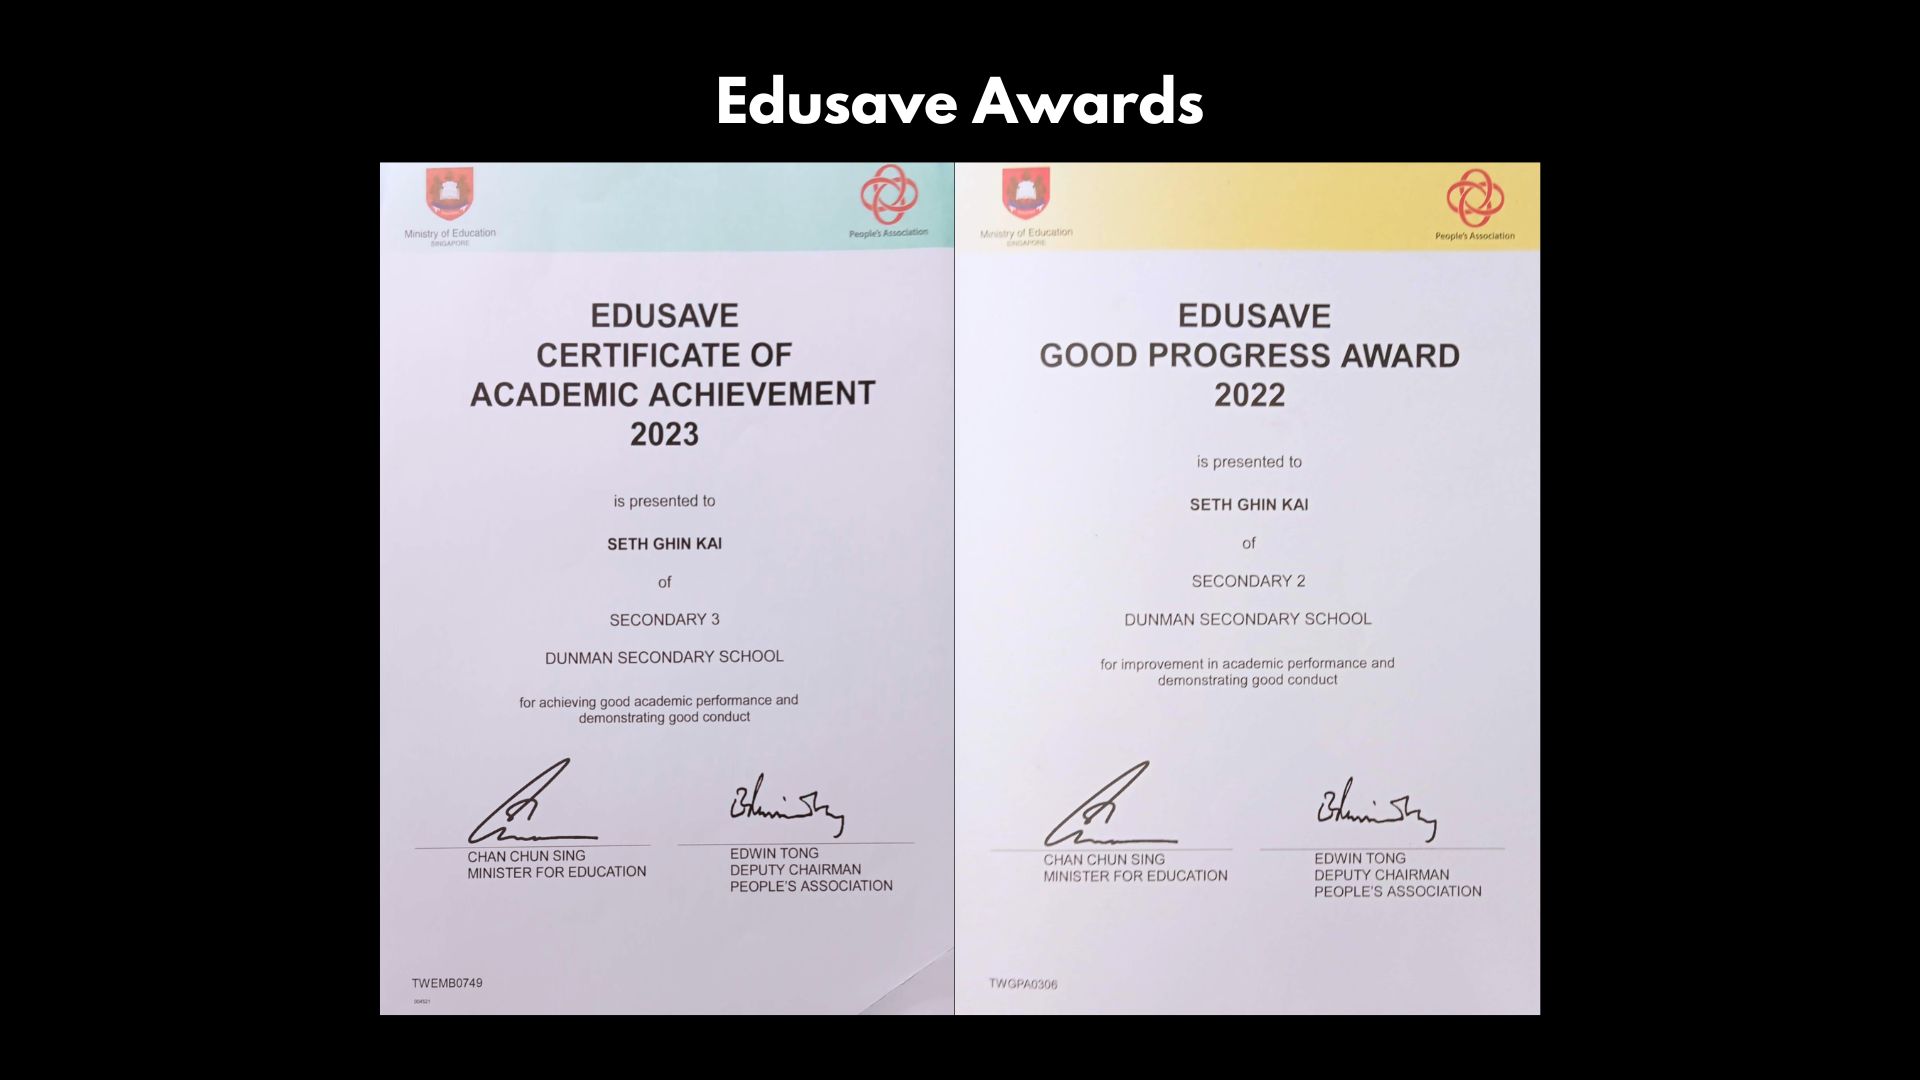 Edusave Awards
Ministry of Education
SINGAPORE
People's Association
EDUSAVE
CERTIFICATE OF
ACADEMIC ACHIEVEMENT
2023
is presented to
SETH GHIN KAI
of
SECONDARY 3
DUNMAN SECONDARY SCHOOL
for achieving good academic performance and
demonstrating good conduct
CHAN CHUN SING
MINISTER FOR EDUCATION
EDWIN TONG
DEPUTY CHAIRMAN
PEOPLE'S ASSOCIATION
TWEMB0749
Ministry of Education
SINGAPORE
People's Association
EDUSAVE
GOOD PROGRESS AWARD
2022
is presented to
SETH GHIN KAI
of
SECONDARY 2
DUNMAN SECONDARY SCHOOL
for improvement in academic performance and
demonstrating good conduct
CHAN CHUN SING
MINISTER FOR EDUCATION
EDWIN TONG
DEPUTY CHAIRMAN
PEOPLE'S ASSOCIATION
TWGPA0306